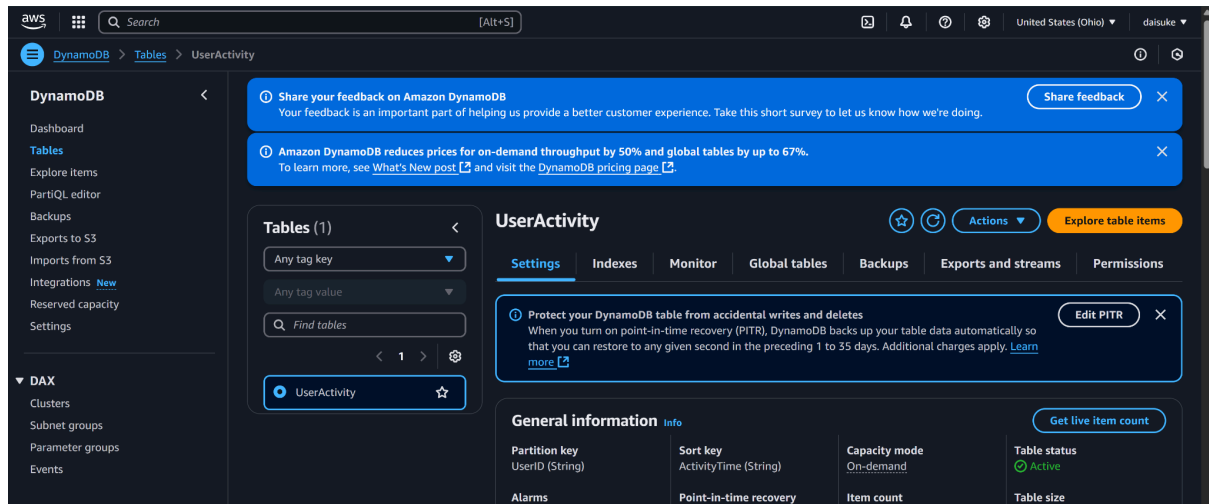 aws
Search
[Alt+S]
United States (Ohio)
daisuke
DynamoDB > Tables > UserActivity
DynamoDB
Dashboard
Tables
Explore items
PartiQL editor
Backups
Exports to S3
Imports from S3
Integrations New
Reserved capacity
Settings
DAX
Clusters
Subnet groups
Parameter groups
Events
Share your feedback on Amazon DynamoDB
Your feedback is an important part of helping us provide a better customer experience. Take this short survey to let us know how we're doing.
Share feedback
Amazon DynamoDB reduces prices for on-demand throughput by 50% and global tables by up to 67%.
To learn more, see What's New post and visit the DynamoDB pricing page.
Tables (1)
Any tag key
Any tag value
Find tables
1
UserActivity
UserActivity
Actions
Explore table items
Settings
Indexes
Monitor
Global tables
Backups
Exports and streams
Permissions
Protect your DynamoDB table from accidental writes and deletes
When you turn on point-in-time recovery (PITR), DynamoDB backs up your table data automatically so
that you can restore to any given second in the preceding 1 to 35 days. Additional charges apply. Learn
more
Edit PITR
General information Info
Get live item count
Partition key
UserID (String)
Sort key
ActivityTime (String)
Capacity mode
On-demand
Table status
Active
Alarms
Point-in-time recovery
Item count
Table size